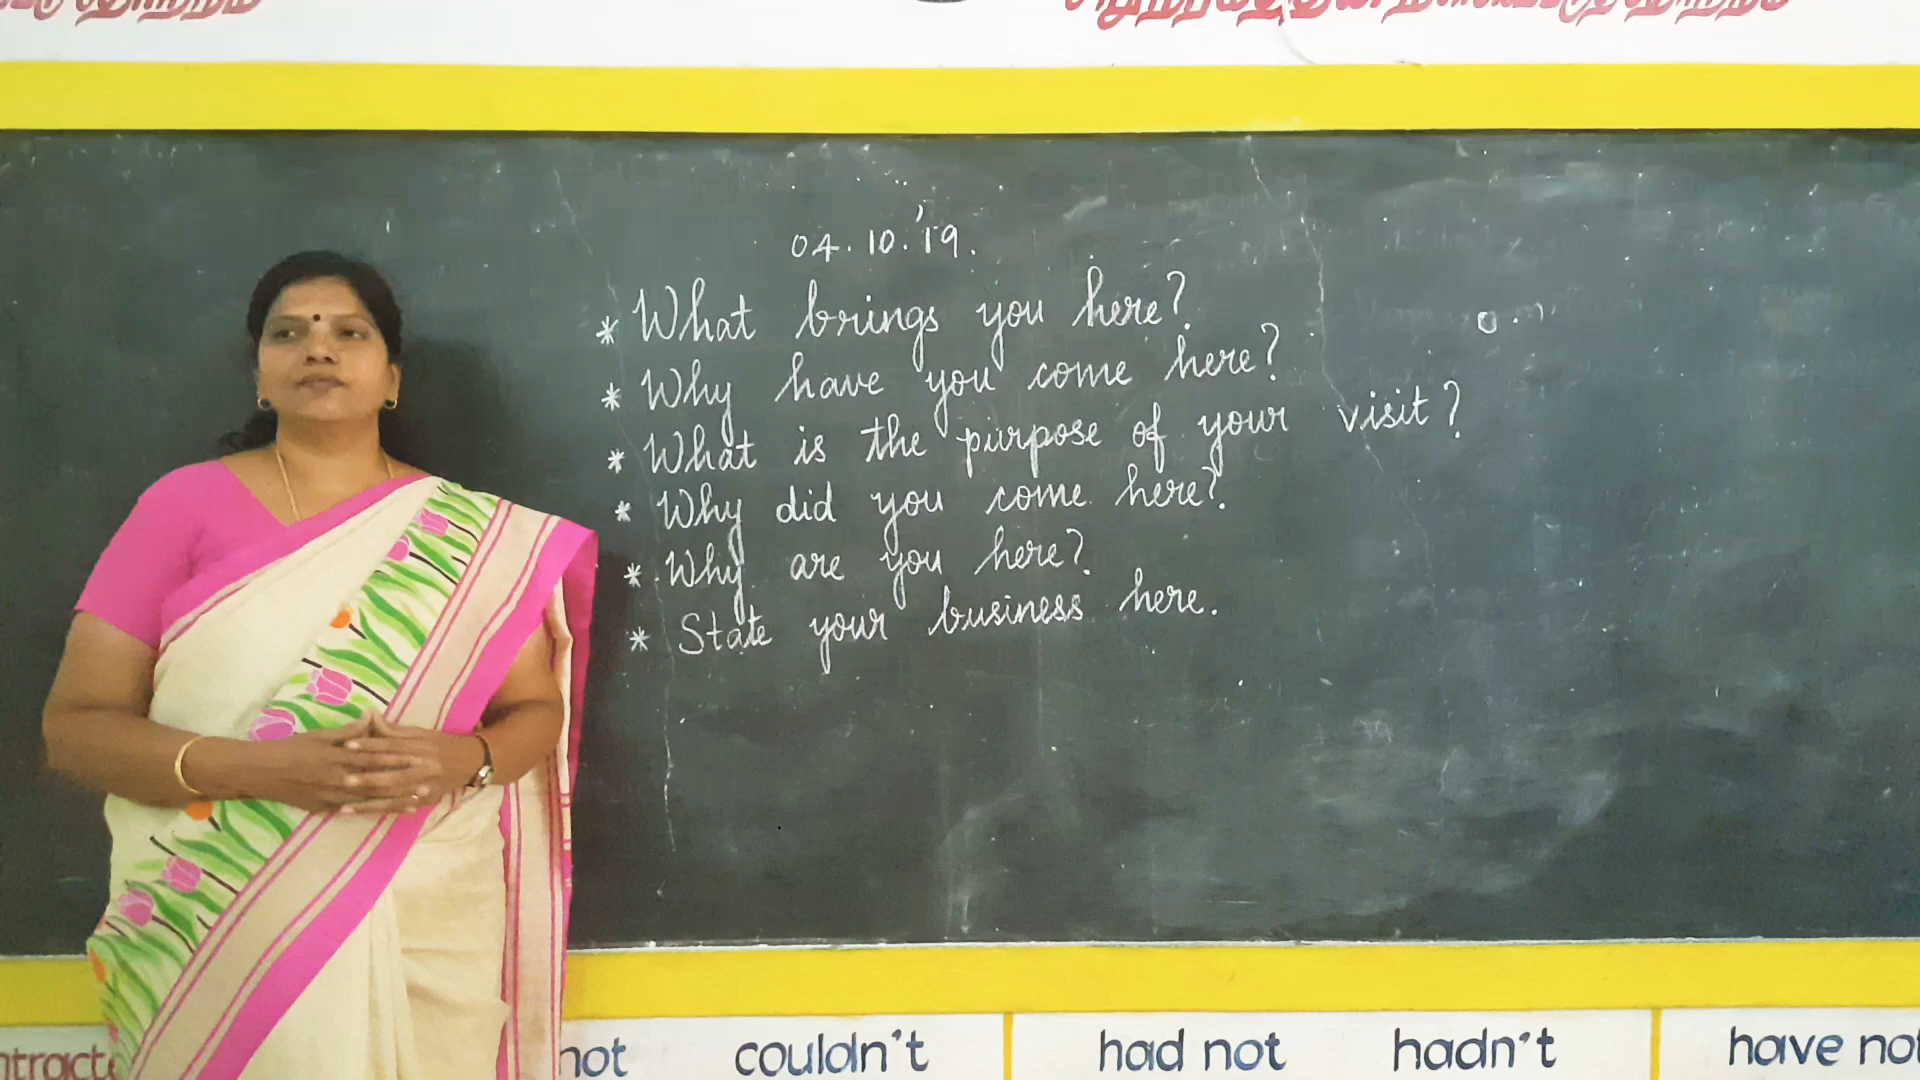 04.10.'19.
* What brings you here?
* Why have you come here?
* What is the purpose of your visit?
* Why did you come here?
* Why are you here?
* State your business here.
not couldn't had not hadn't have